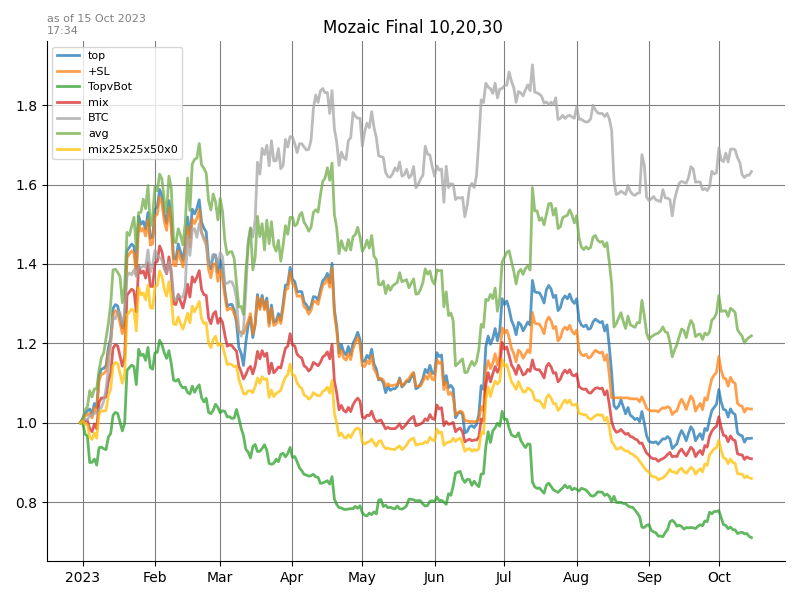 as of 15 Oct 2023
17:34
Mozaic Final 10,20,30
top
+SL
TopvBot
mix
BTC
avg
mix25x25x50x0
1.8
1.6
1.4
1.2
1.0
0.8
2023 Feb Mar Apr May Jun Jul Aug Sep Oct